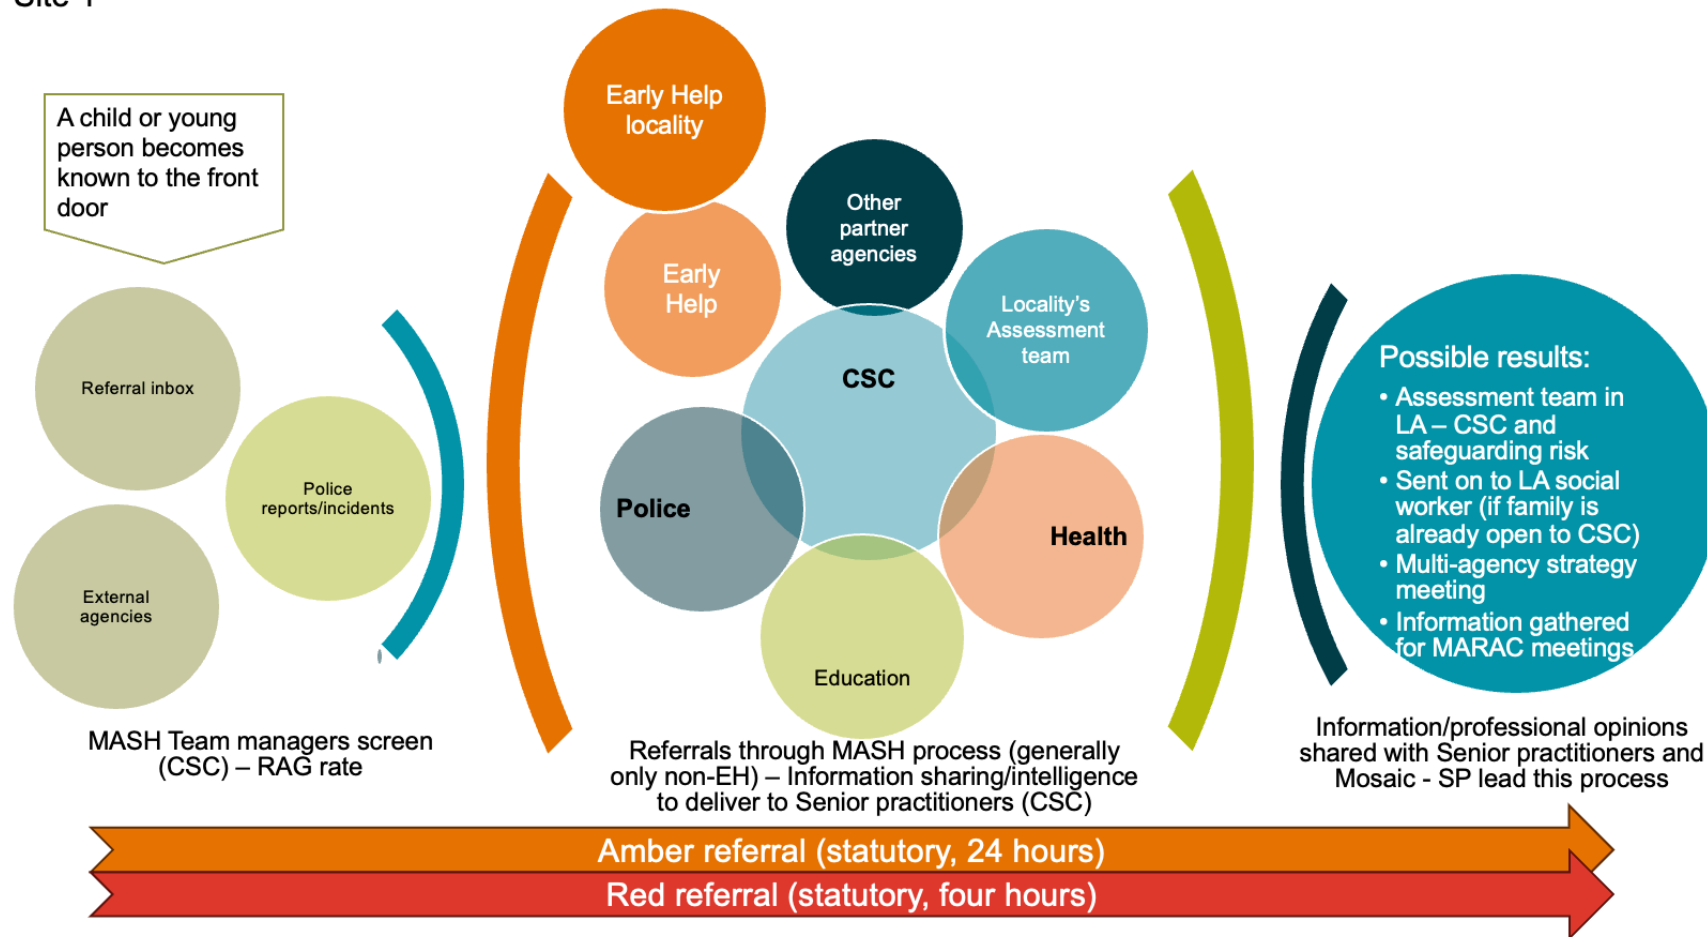 Site 1
A child or young
person becomes
known to the front
door
Referral inbox
Police
reports/incidents
External
agencies
MASH Team managers screen
(CSC) – RAG rate
Early Help
locality
Early
Help
Other
partner
agencies
Locality’s
Assessment
team
CSC
Police
Health
Education
Referrals through MASH process (generally
only non-EH) – Information sharing/intelligence
to deliver to Senior practitioners (CSC)
Possible results:
• Assessment team in
LA – CSC and
safeguarding risk
• Sent on to LA social
worker (if family is
already open to CSC)
• Multi-agency strategy
meeting
• Information gathered
for MARAC meetings
Information/professional opinions
shared with Senior practitioners and
Mosaic - SP lead this process
Amber referral (statutory, 24 hours)
Red referral (statutory, four hours)